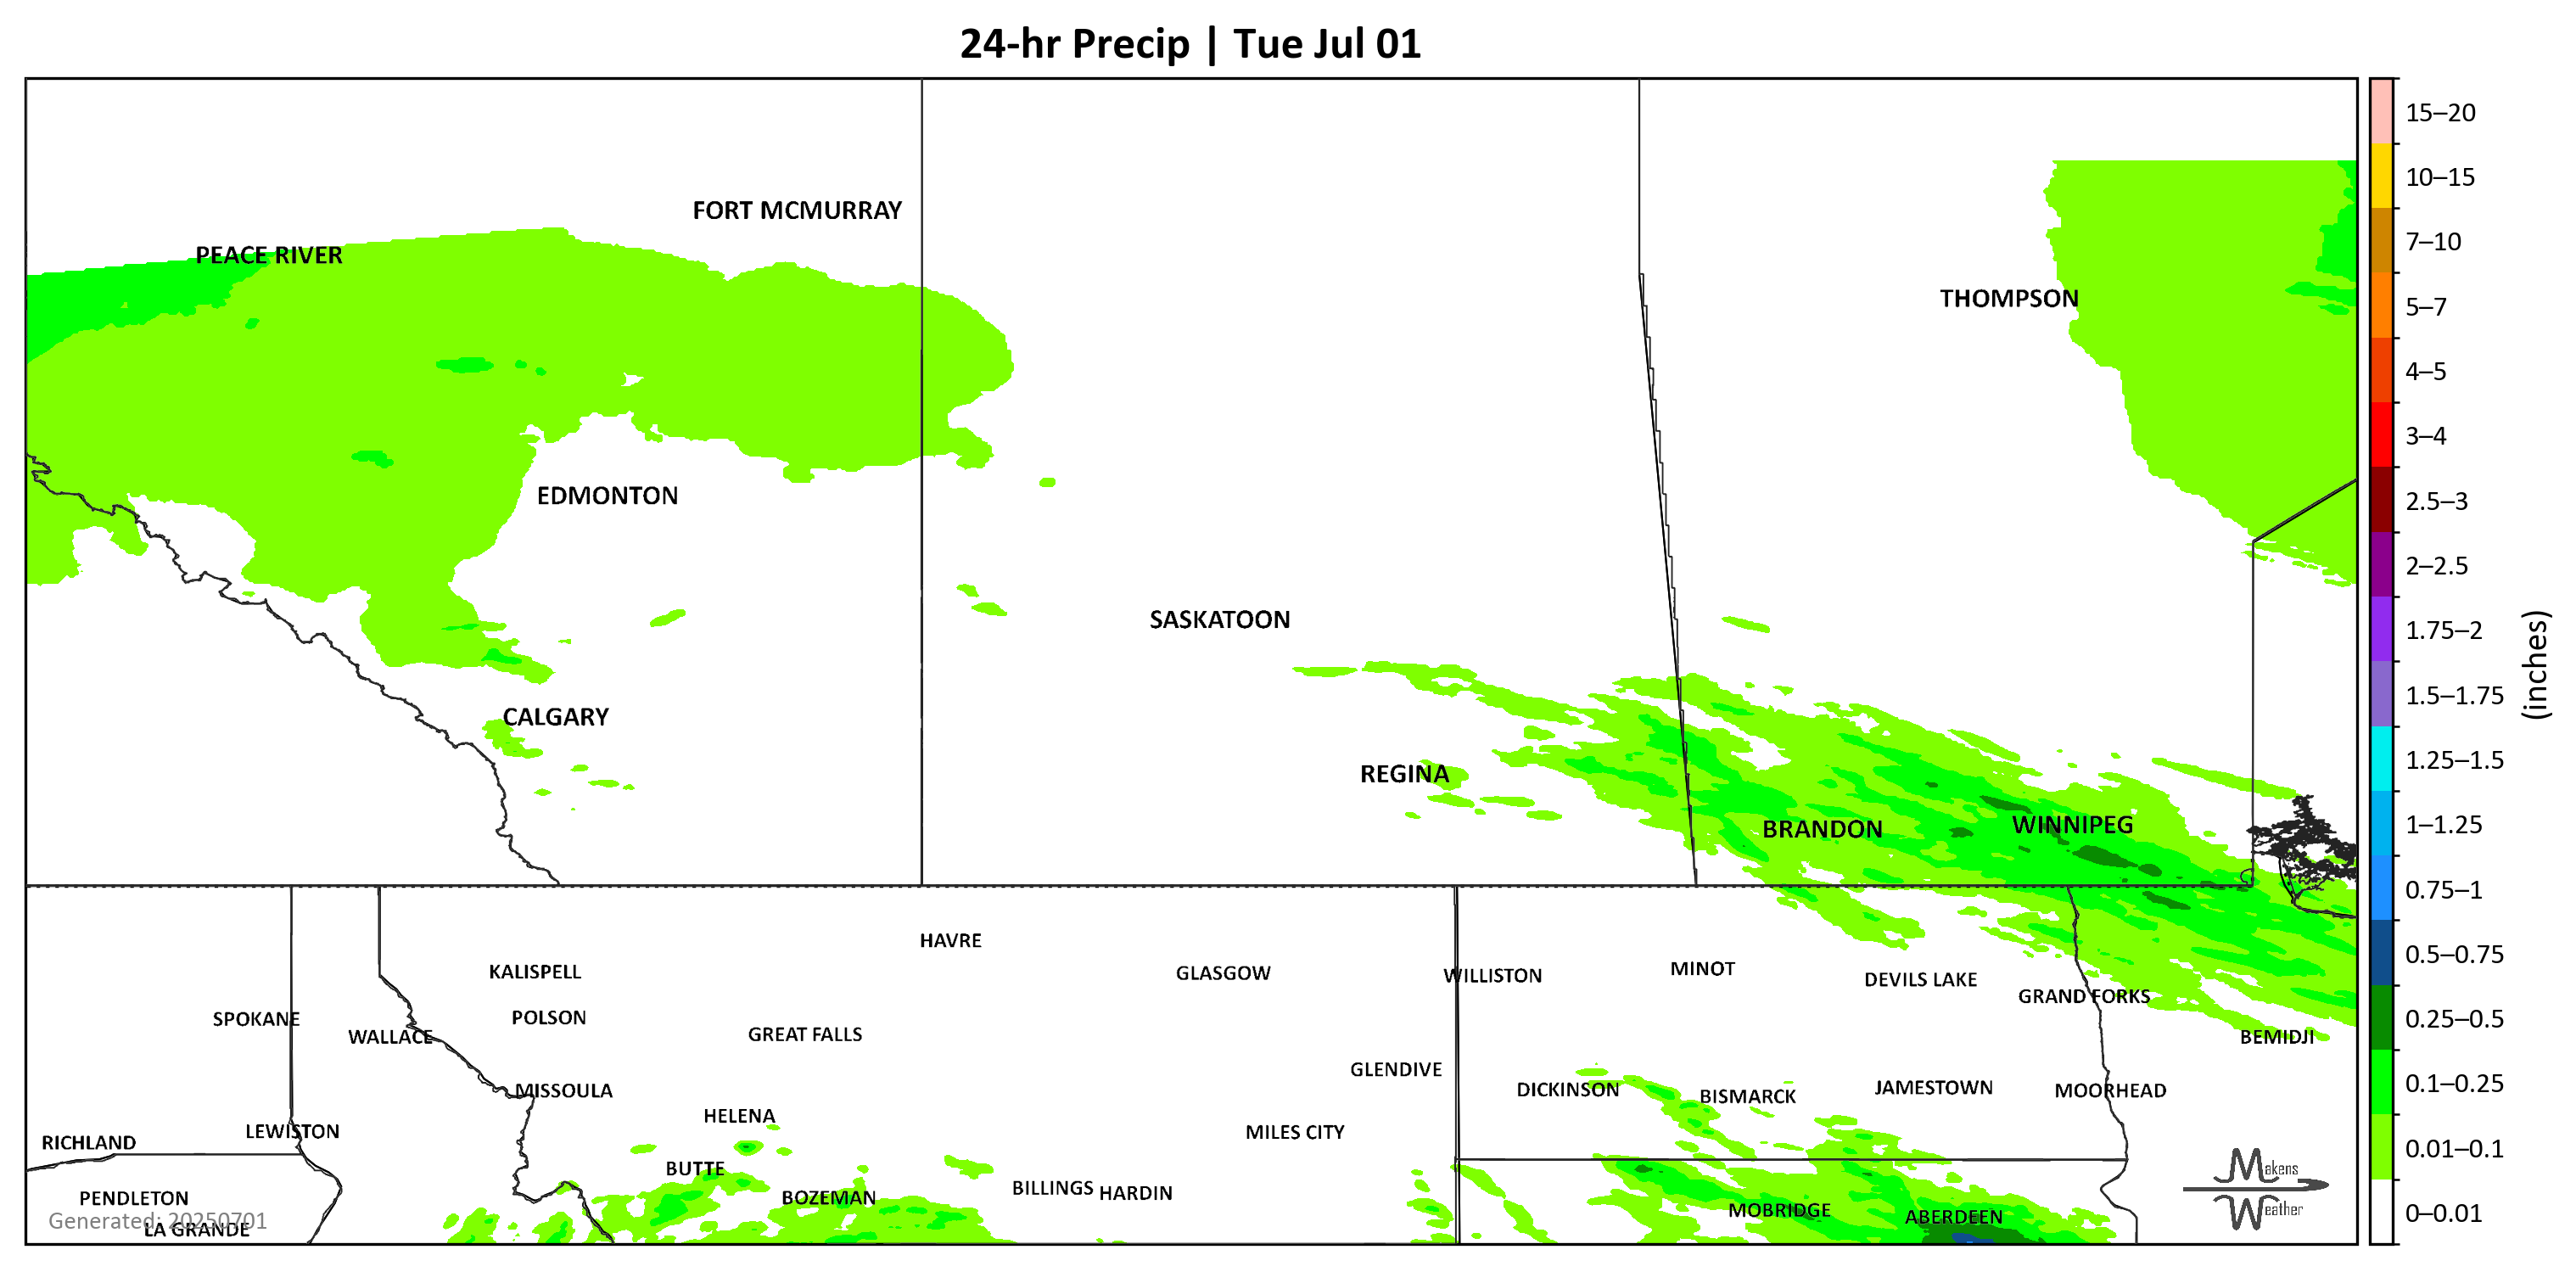 24-hr Precip | Tue Jul 01
15–20
10–15
FORT MCMURRAY
7–10
PEACE RIVER
THOMPSON
5–7
4–5
3–4
EDMONTON
2.5–3
2–2.5
SASKATOON
1.75–2
(inches)
1.5–1.75
CALGARY
1.25–1.5
REGINA
BRANDON
WINNIPEG
1–1.25
0.75–1
HAVRE
0.5–0.75
KALISPELL
GLASGOW
WILLISTON
MINOT
DEVILS LAKE
GRAND FORKS
SPOKANE
POLSON
0.25–0.5
WALLACE
GREAT FALLS
BEMIDJI
GLENDIVE
MISSOULA
DICKINSON
BISMARCK
JAMESTOWN
MOORHEAD
0.1–0.25
HELENA
LEWISTON
MILES CITY
RICHLAND
0.01–0.1
BUTTE
Makens
PENDLETON
BOZEMAN
BILLINGS
HARDIN
Weather
MOBRIDGE
ABERDEEN
0–0.01
Generated: 20250701
LA GRANDE